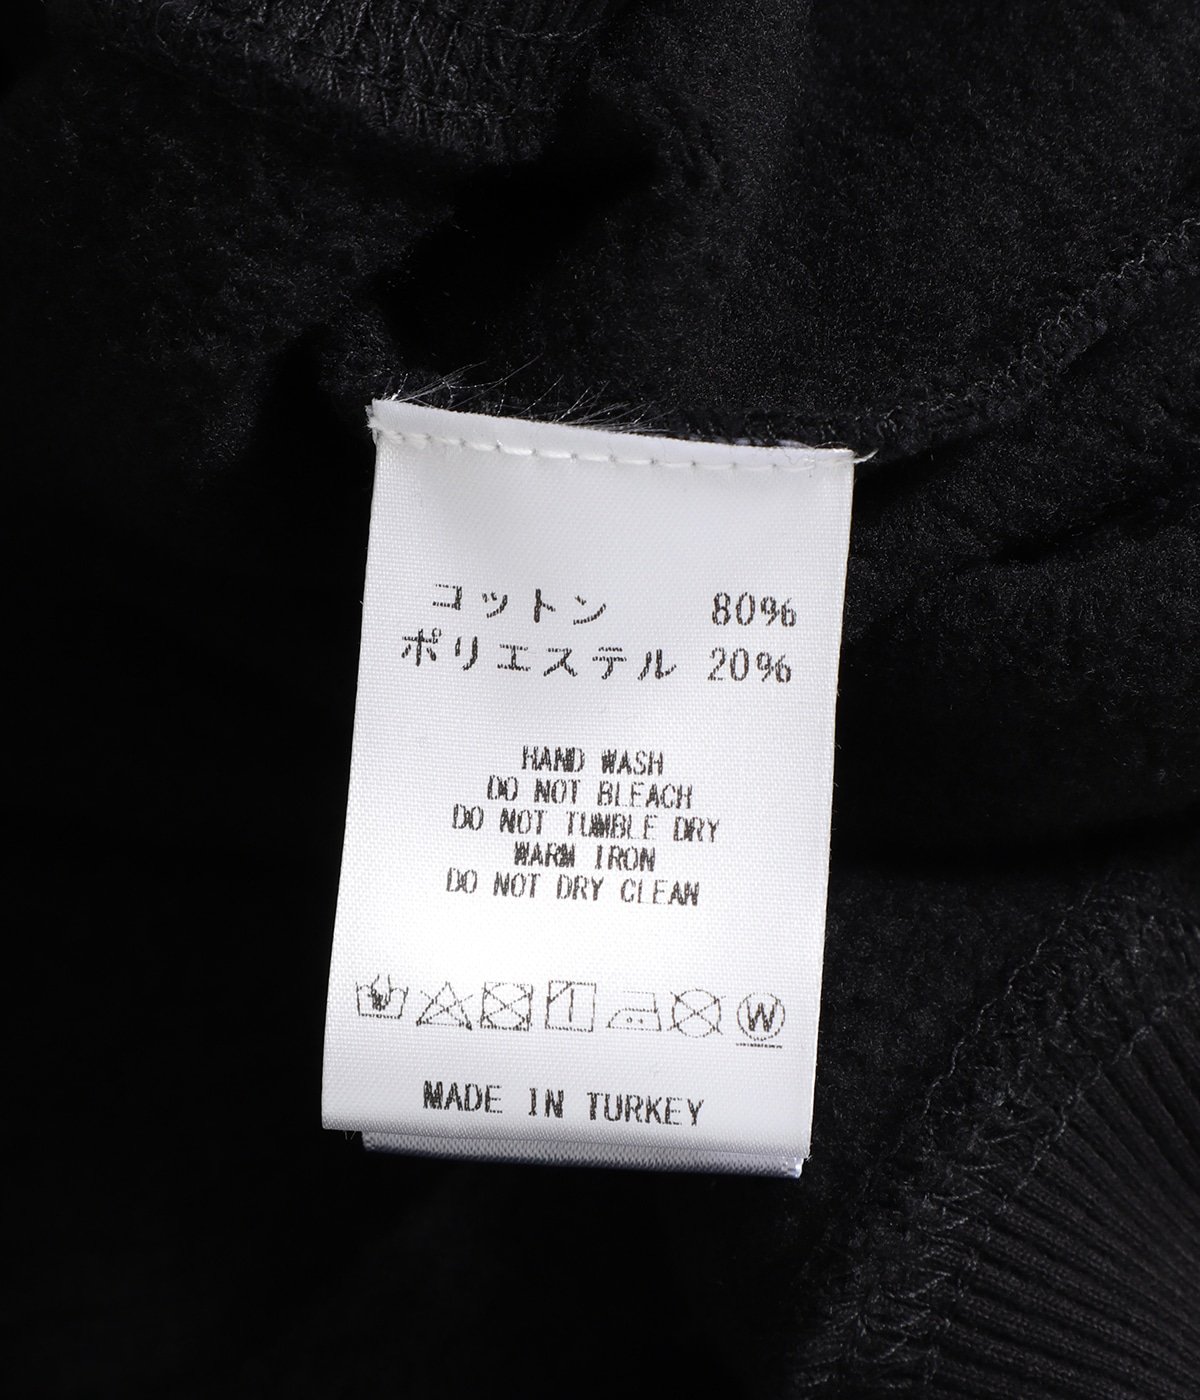 コットン 80%
ポリエステル 20%
HAND WASH
DO NOT BLEACH
DO NOT TUMBLE DRY
WARM IRON
DO NOT DRY CLEAN
W
MADE IN TURKEY